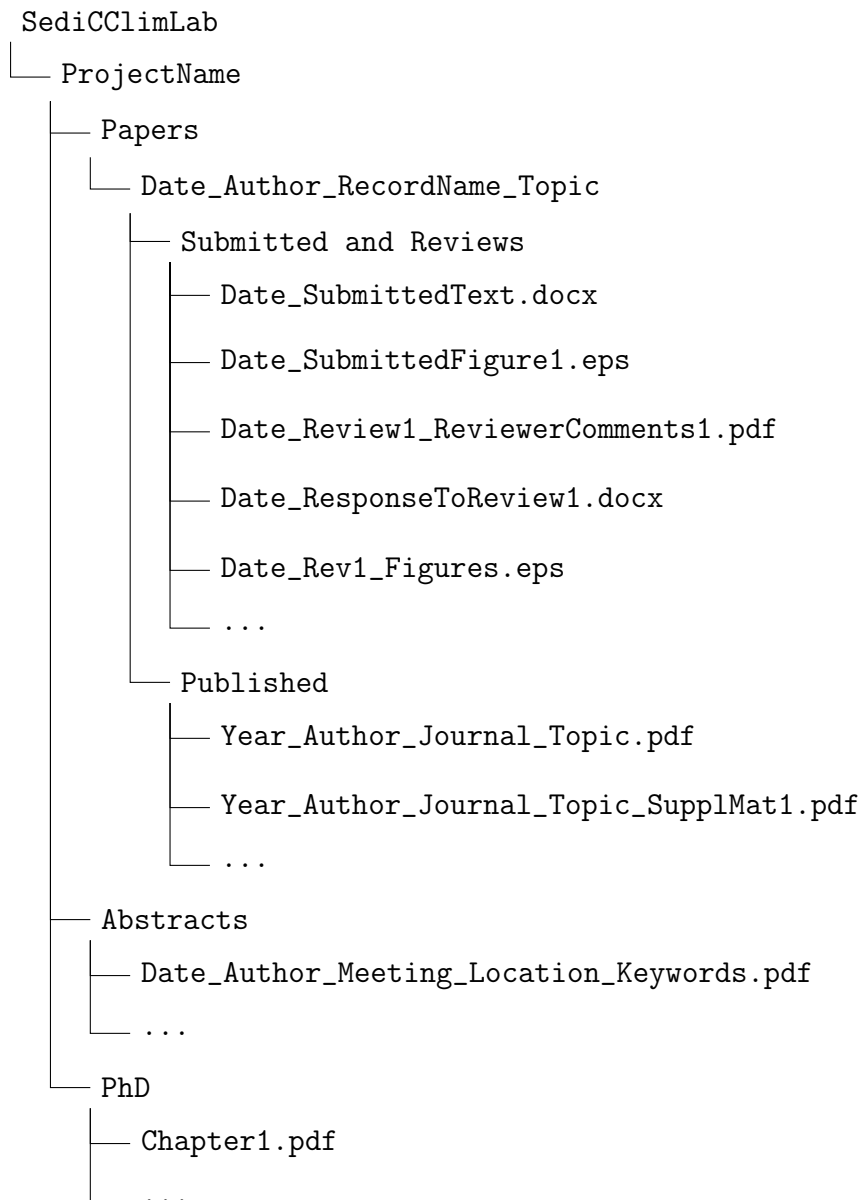 SediCClimLab
ProjectName
Papers
Date_Author_RecordName_Topic
Submitted and Reviews
Date_SubmittedText.docx
Date_SubmittedFigure1.eps
Date_Review1_ReviewerComments1.pdf
Date_ResponseToReview1.docx
Date_Rev1_Figures.eps
...
Published
Year_Author_Journal_Topic.pdf
Year_Author_Journal_Topic_SupplMat1.pdf
...
Abstracts
Date_Author_Meeting_Location_Keywords.pdf
...
PhD
Chapter1.pdf
...